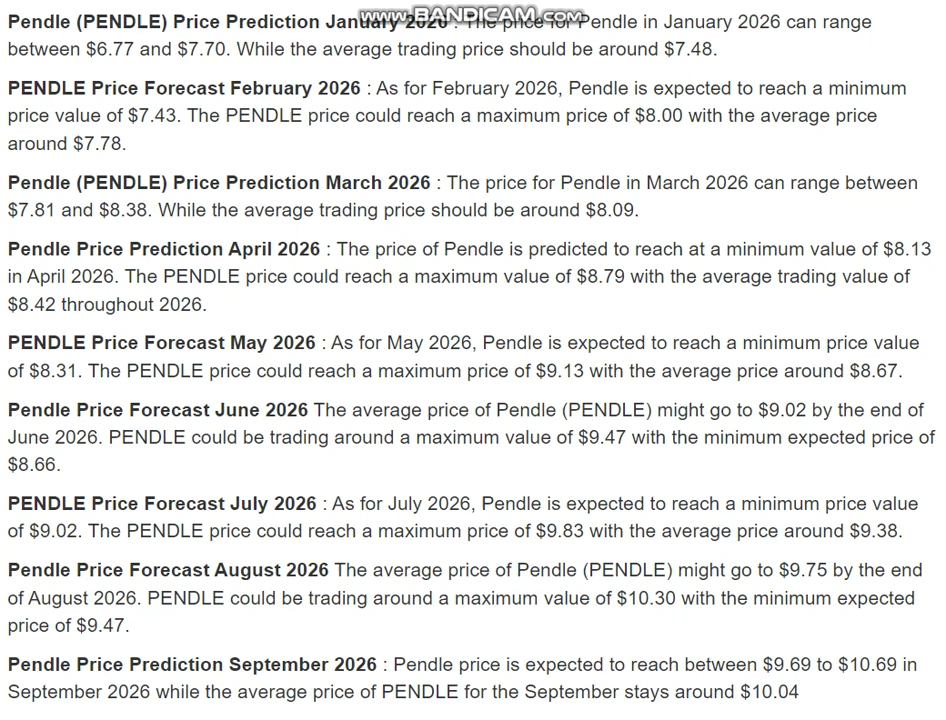 Pendle (PENDLE) Price Prediction January 2026 : The price for Pendle in January 2026 can range
www.BANDICAM.com
between $6.77 and $7.70. While the average trading price should be around $7.48.
PENDLE Price Forecast February 2026 : As for February 2026, Pendle is expected to reach a minimum
price value of $7.43. The PENDLE price could reach a maximum price of $8.00 with the average price
around $7.78.
Pendle (PENDLE) Price Prediction March 2026 : The price for Pendle in March 2026 can range between
$7.81 and $8.38. While the average trading price should be around $8.09.
Pendle Price Prediction April 2026 : The price of Pendle is predicted to reach at a minimum value of $8.13
in April 2026. The PENDLE price could reach a maximum value of $8.79 with the average trading value of
$8.42 throughout 2026.
PENDLE Price Forecast May 2026 : As for May 2026, Pendle is expected to reach a minimum price value
of $8.31. The PENDLE price could reach a maximum price of $9.13 with the average price around $8.67.
Pendle Price Forecast June 2026 The average price of Pendle (PENDLE) might go to $9.02 by the end of
June 2026. PENDLE could be trading around a maximum value of $9.47 with the minimum expected price of
$8.66.
PENDLE Price Forecast July 2026 : As for July 2026, Pendle is expected to reach a minimum price value
of $9.02. The PENDLE price could reach a maximum price of $9.83 with the average price around $9.38.
Pendle Price Forecast August 2026 The average price of Pendle (PENDLE) might go to $9.75 by the end
of August 2026. PENDLE could be trading around a maximum value of $10.30 with the minimum expected
price of $9.47.
Pendle Price Prediction September 2026 : Pendle price is expected to reach between $9.69 to $10.69 in
September 2026 while the average price of PENDLE for the September stays around $10.04